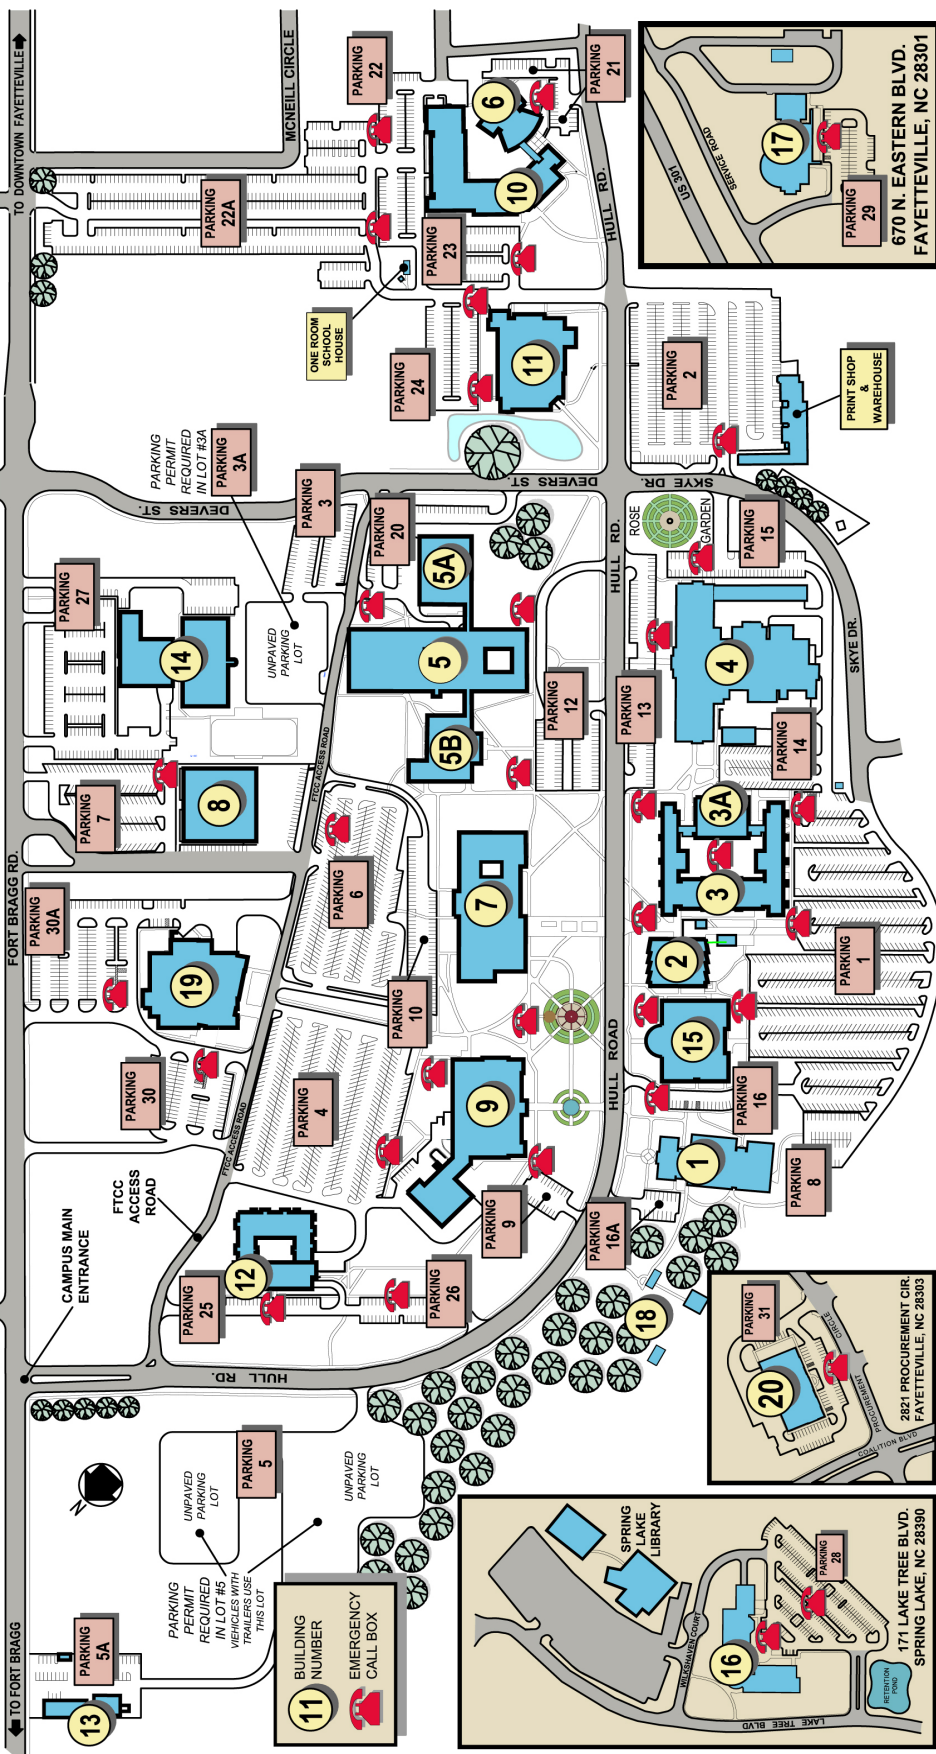 TO FORT BRAGG
FORT BRAGG RD.
TO DOWNTOWN FAYETTEVILLE
13
PARKING
5A
PARKING
PERMIT
REQUIRED
IN LOT #5
VIEHICLES WITH
TRAILERS USE
THIS LOT
UNPAVED
PARKING
LOT
PARKING
5
UNPAVED
PARKING
LOT
N
CAMPUS MAIN
ENTRANCE
FTCC
ACCESS
ROAD
HULL RD.
PARKING
25
12
PARKING
26
PARKING
30
PARKING
30A
19
FTCC ACCESS ROAD
PARKING
4
PARKING
6
PARKING
10
PARKING
7
8
PARKING
27
14
FTCC ACCESS ROAD
UNPAVED
PARKING
LOT
PARKING
PERMIT
REQUIRED
IN LOT #3A
PARKING
3A
DEVERS ST.
PARKING
3
PARKING
20
5A
5
5B
7
9
PARKING
9
PARKING
12
DEVERS ST.
MCNEILL CIRCLE
PARKING
22A
PARKING
22
ONE ROOM
SCHOOL
HOUSE
PARKING
23
PARKING
24
6
10
11
PARKING
21
HULL RD.
HULL RD.
HULL ROAD
SKYE DR.
PARKING
2
PRINT SHOP
&
WAREHOUSE
ROSE
GARDEN
PARKING
15
PARKING
13
4
PARKING
14
SKYE DR.
3A
3
2
15
PARKING
1
PARKING
16
1
PARKING
8
PARKING
16A
18
11
BUILDING
NUMBER
EMERGENCY
CALL BOX
SPRING
LAKE
LIBRARY
WILKSHAVEN COURT
16
PARKING
28
LAKE TREE BLVD
RETENTION
POND
171 LAKE TREE BLVD.
SPRING LAKE, NC 28390
PARKING
31
20
CIRCLE
PROCUREMENT
COALITION BLVD
2821 PROCUREMENT CIR.
FAYETTEVILLE, NC 28303
US 301
SERVICE ROAD
17
PARKING
29
670 N. EASTERN BLVD.
FAYETTEVILLE, NC 28301